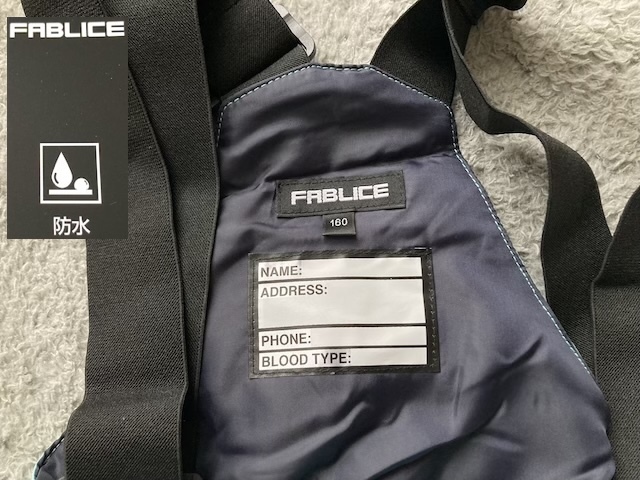 FABLICE
防水
FABLICE
160
NAME:
ADDRESS:
PHONE:
BLOOD TYPE: